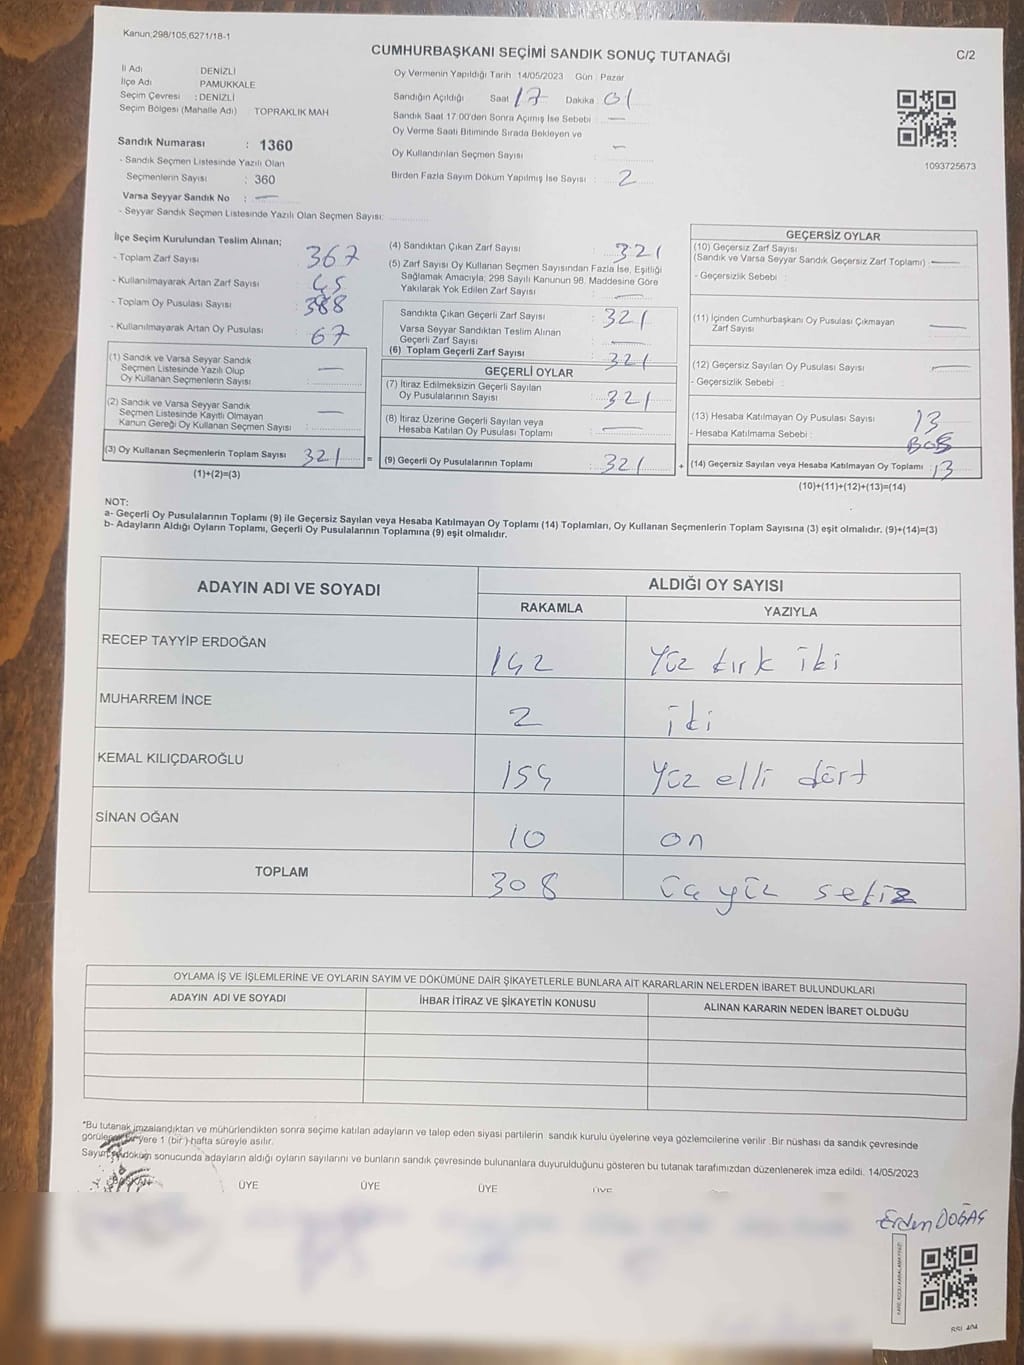 Kanun;298/105,6271/18-1
CUMHURBAŞKANI SEÇİMİ SANDIK SONUÇ TUTANAĞI
C/2
İl Adı DENİZLİ
İlçe Adı PAMUKKALE
Seçim Çevresi : DENİZLİ
Seçim Bölgesi (Mahalle Adı) TOPRAKLIK MAH
Sandık Numarası : 1360
- Sandık Seçmen Listesinde Yazılı Olan
Seçmenlerin Sayısı : 360
Varsa Seyyar Sandık No : —
- Seyyar Sandık Seçmen Listesinde Yazılı Olan Seçmen Sayısı:
Oy Vermenin Yapıldığı Tarih :14/05/2023 Gün : Pazar
Sandığın Açıldığı Saat 17 Dakika 01
Sandık Saat 17:00'den Sonra Açımış İse Sebebi : —
Oy Verme Saati Bitiminde Sırada Bekleyen ve
Oy Kullandırılan Seçmen Sayısı : —
Birden Fazla Sayım Döküm Yapılmış İse Sayısı : 2
1093725673
İlçe Seçim Kurulundan Teslim Alınan;
- Toplam Zarf Sayısı : 367
- Kullanılmayarak Artan Zarf Sayısı : 45
- Toplam Oy Pusulası Sayısı : 388
- Kullanılmayarak Artan Oy Pusulası : 67
(1) Sandık ve Varsa Seyyar Sandık
Seçmen Listesinde Yazılı Olup
Oy Kullanan Seçmenlerin Sayısı : —
(2) Sandık ve Varsa Seyyar Sandık
Seçmen Listesinde Kayıtlı Olmayan
Kanun Gereği Oy Kullanan Seçmen Sayısı : —
(3) Oy Kullanan Seçmenlerin Toplam Sayısı : 321 =
(1)+(2)=(3)
(4) Sandıktan Çıkan Zarf Sayısı : 321
(5) Zarf Sayısı Oy Kullanan Seçmen Sayısından Fazla İse, Eşitliği
Sağlamak Amacıyla; 298 Sayılı Kanunun 98. Maddesine Göre
Yakılarak Yok Edilen Zarf Sayısı : —
Sandıkta Çıkan Geçerli Zarf Sayısı : 321
Varsa Seyyar Sandıktan Teslim Alınan
Geçerli Zarf Sayısı : —
(6) Toplam Geçerli Zarf Sayısı : 321
GEÇERLİ OYLAR
(7) İtiraz Edilmeksizin Geçerli Sayılan
Oy Pusulalarının Sayısı : 321
(8) İtiraz Üzerine Geçerli Sayılan veya
Hesaba Katılan Oy Pusulası Toplamı : —
(9) Geçerli Oy Pusulalarının Toplamı : 321 +
GEÇERSİZ OYLAR
(10) Geçersiz Zarf Sayısı
(Sandık ve Varsa Seyyar Sandık Geçersiz Zarf Toplamı) : —
- Geçersizlik Sebebi :
(11) İçinden Cumhurbaşkanı Oy Pusulası Çıkmayan
Zarf Sayısı : —
(12) Geçersiz Sayılan Oy Pusulası Sayısı : —
- Geçersizlik Sebebi :
(13) Hesaba Katılmayan Oy Pusulası Sayısı : 13
- Hesaba Katılmama Sebebi : BOŞ
(14) Geçersiz Sayılan veya Hesaba Katılmayan Oy Toplamı : 13
(10)+(11)+(12)+(13)=(14)
NOT:
a- Geçerli Oy Pusulalarının Toplamı (9) ile Geçersiz Sayılan veya Hesaba Katılmayan Oy Toplamı (14) Toplamları, Oy Kullanan Seçmenlerin Toplam Sayısına (3) eşit olmalıdır. (9)+(14)=(3)
b- Adayların Aldığı Oyların Toplamı, Geçerli Oy Pusulalarının Toplamına (9) eşit olmalıdır.
ADAYIN ADI VE SOYADI ALDIĞI OY SAYISI
RAKAMLA YAZIYLA
RECEP TAYYİP ERDOĞAN 142 Yüz kırk iki
MUHARREM İNCE 2 iki
KEMAL KILIÇDAROĞLU 154 Yüz elli dört
SİNAN OĞAN 10 on
TOPLAM 308 üç yüz sekiz
OYLAMA İŞ VE İŞLEMLERİNE VE OYLARIN SAYIM VE DÖKÜMÜNE DAİR ŞİKAYETLERLE BUNLARA AİT KARARLARIN NELERDEN İBARET BULUNDUKLARI
ADAYIN ADI VE SOYADI İHBAR İTİRAZ VE ŞİKAYETİN KONUSU ALINAN KARARIN NEDEN İBARET OLDUĞU
*Bu tutanak imzalandıktan ve mühürlendikten sonra seçime katılan adayların ve talep eden siyasi partilerin sandık kurulu üyelerine veya gözlemcilerine verilir .Bir nüshası da sandık çevresinde
görülen bir yere 1 (bir ) hafta süreyle asılır.
Sayım ve döküm sonucunda adayların aldığı oyların sayılarını ve bunların sandık çevresinde bulunanlara duyurulduğunu gösteren bu tutanak tarafımızdan düzenlenerek imza edildi. 14/05/2023
BAŞKAN ÜYE ÜYE ÜYE ÜYE
Erden DOĞAŞ